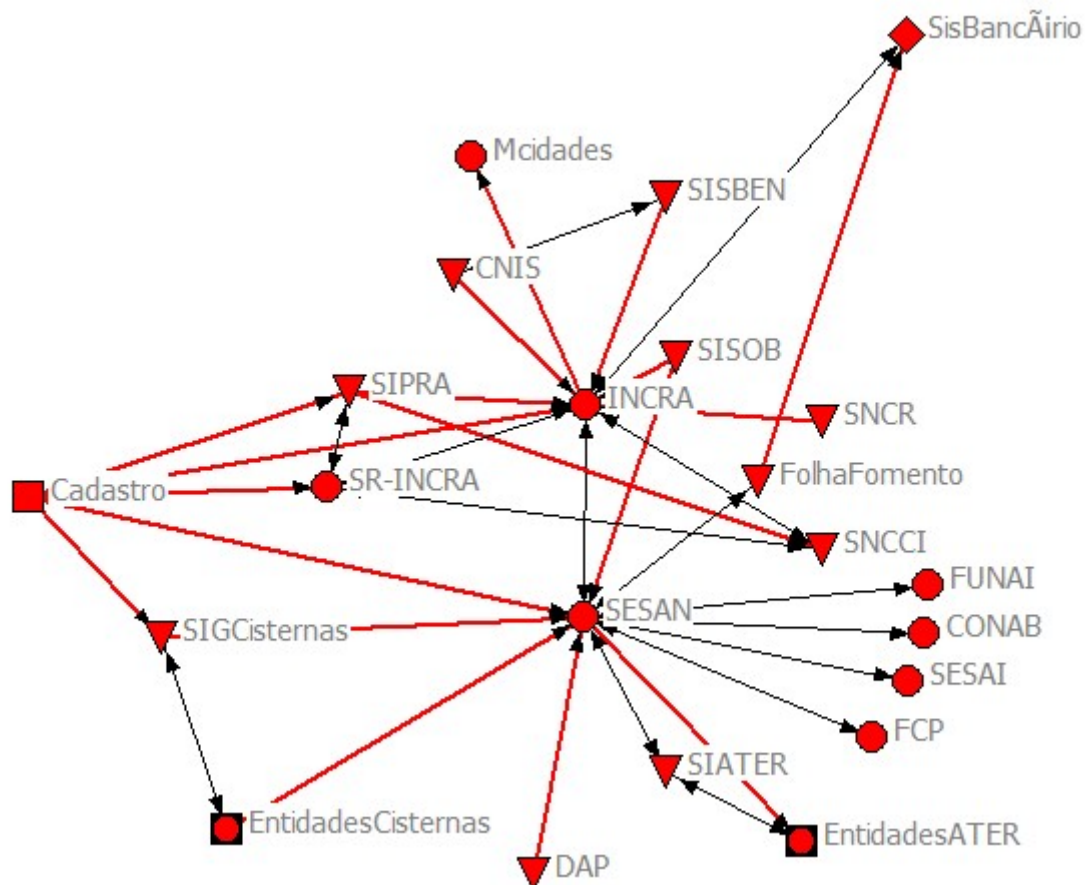 SisBancÃirio
Mcidades
SISBEN
CNIS
SISOB
SIPRA
INCRA
SNCR
SR-INCRA
FolhaFomento
Cadastro
SNCCI
FUNAI
SESAN
CONAB
SIGCisternas
SESAI
FCP
SIATER
EntidadesCisternas
EntidadesATER
DAP